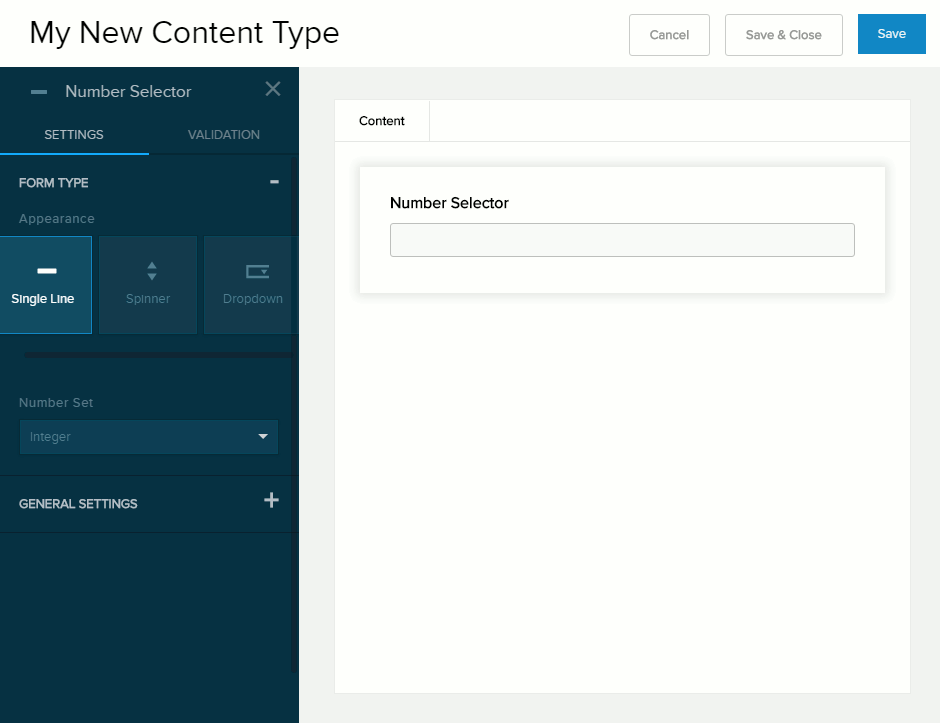 My New Content Type
Cancel
Save & Close
Save
Number Selector
SETTINGS
VALIDATION
FORM TYPE
Appearance
Single Line
Spinner
Dropdown
Number Set
Integer
GENERAL SETTINGS
Content
Number Selector